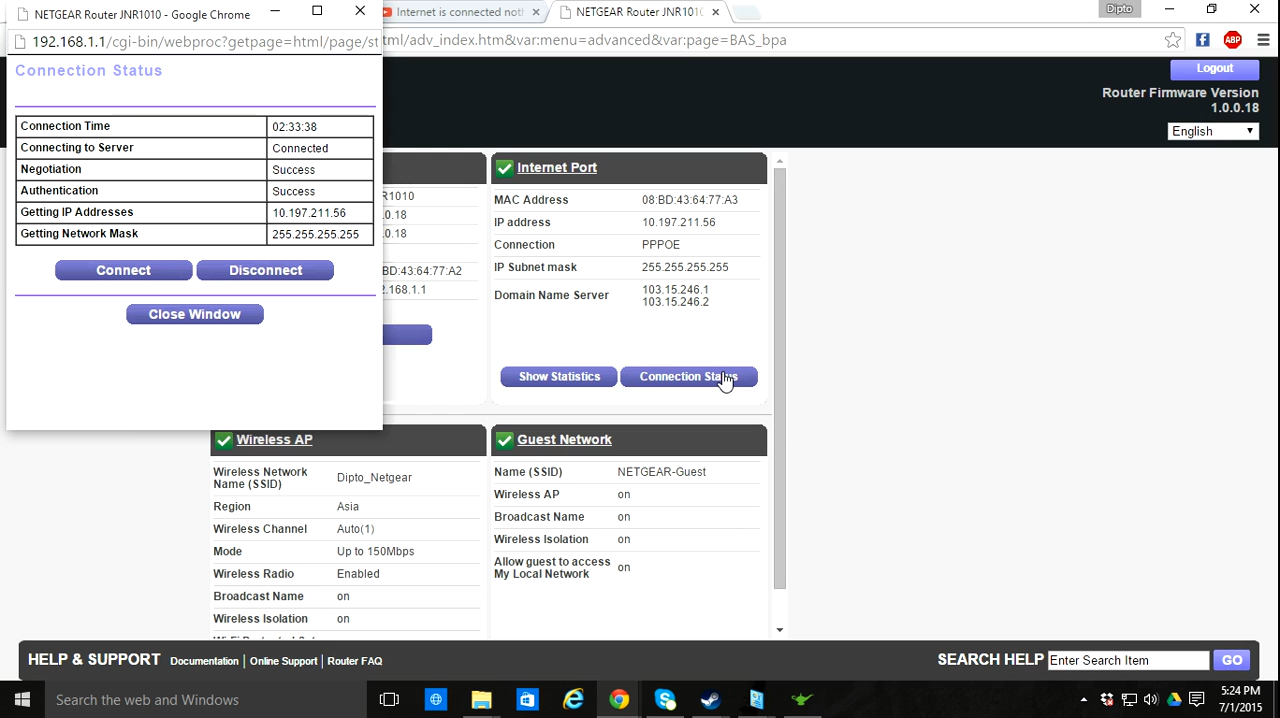 NETGEAR Router JNR1010 - Google Chrome
192.168.1.1/cgi-bin/webproc?getpage=html/page/st
Connection Status
Connection Time 02:33:38
Connecting to Server Connected
Negotiation Success
Authentication Success
Getting IP Addresses 10.197.211.56
Getting Network Mask 255.255.255.255
Connect Disconnect
Close Window
Internet is connected not
NETGEAR Router JNR101
Dipto
tml/adv_index.htm&var:menu=advanced&var:page=BAS_bpa
ABP
Logout
Router Firmware Version
1.0.0.18
English
R1010
.0.18
.0.18
BD:43:64:77:A2
.168.1.1
Internet Port
MAC Address 08:BD:43:64:77:A3
IP address 10.197.211.56
Connection PPPOE
IP Subnet mask 255.255.255.255
Domain Name Server 103.15.246.1
103.15.246.2
Show Statistics Connection Status
Wireless AP
Wireless Network
Name (SSID) Dipto_Netgear
Region Asia
Wireless Channel Auto(1)
Mode Up to 150Mbps
Wireless Radio Enabled
Broadcast Name on
Wireless Isolation on
Guest Network
Name (SSID) NETGEAR-Guest
Wireless AP on
Broadcast Name on
Wireless Isolation on
Allow guest to access
My Local Network on
HELP & SUPPORT Documentation | Online Support | Router FAQ
SEARCH HELP Enter Search Item GO
Search the web and Windows
5:24 PM
7/1/2015